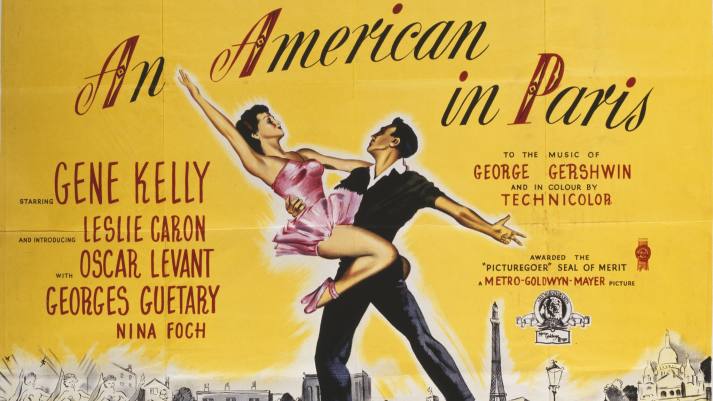 An American
in Paris
STARRING GENE KELLY
AND INTRODUCING LESLIE CARON
WITH OSCAR LEVANT
GEORGES GUETARY
NINA FOCH
TO THE MUSIC OF
GEORGE GERSHWIN
AND IN COLOUR BY
TECHNICOLOR
AWARDED THE
"PICTUREGOER" SEAL OF MERIT
A METRO-GOLDWYN-MAYER PICTURE